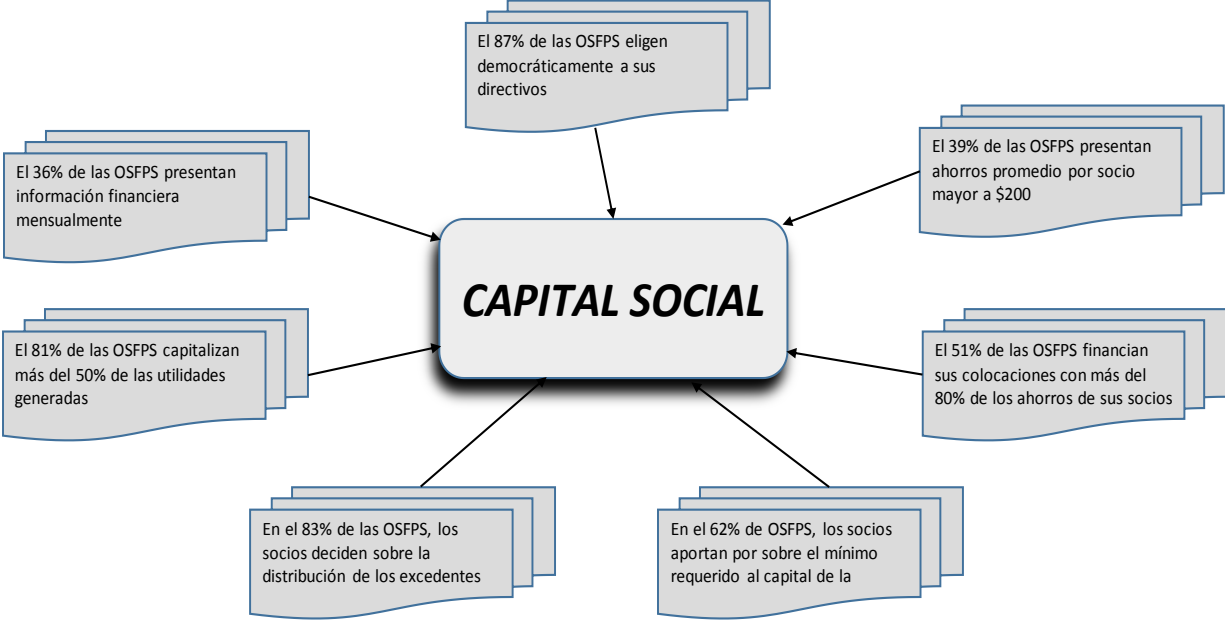 El 87% de las OSFPS eligen
democráticamente a sus
directivos
El 36% de las OSFPS presentan
información financiera
mensualmente
El 39% de las OSFPS presentan
ahorros promedio por socio
mayor a $200
CAPITAL SOCIAL
El 81% de las OSFPS capitalizan
más del 50% de las utilidades
generadas
El 51% de las OSFPS financian
sus colocaciones con más del
80% de los ahorros de sus socios
En el 83% de las OSFPS, los
socios deciden sobre la
distribución de los excedentes
En el 62% de OSFPS, los socios
aportan por sobre el mínimo
requerido al capital de la